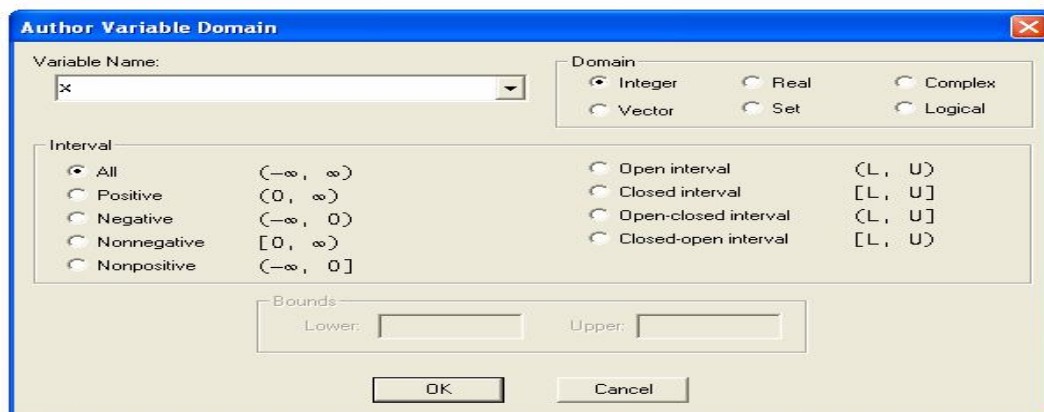 Author Variable Domain
Variable Name:
x
Domain
Integer Real Complex
Vector Set Logical
Interval
All (−∞, ∞)
Positive (0, ∞)
Negative (−∞, 0)
Nonnegative [0, ∞)
Nonpositive (−∞, 0]
Open interval (L, U)
Closed interval [L, U]
Open-closed interval (L, U]
Closed-open interval [L, U)
Bounds
Lower: Upper:
OK Cancel